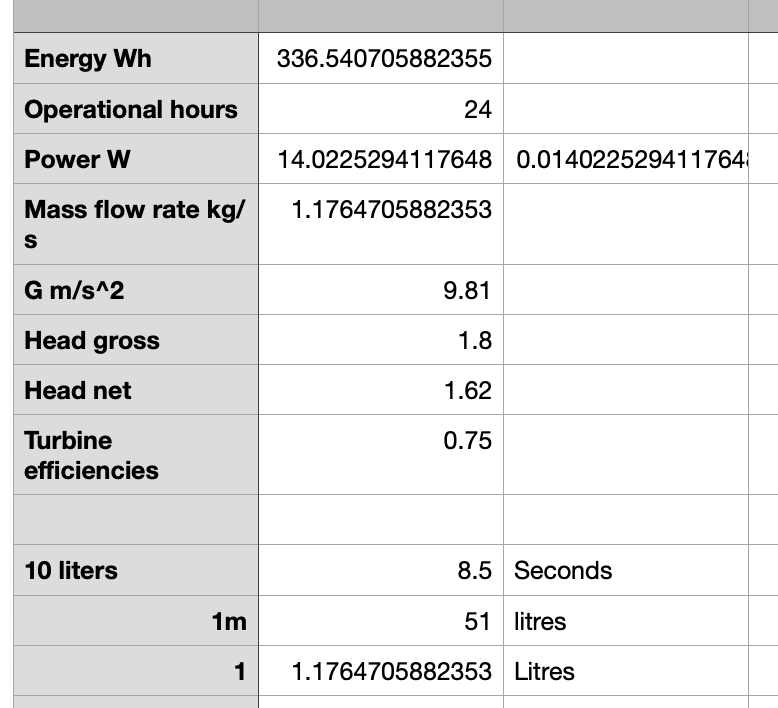 Energy Wh 336.540705882355
Operational hours 24
Power W 14.0225294117648 0.014022529411764
Mass flow rate kg/ 1.1764705882353
s
G m/s^2 9.81
Head gross 1.8
Head net 1.62
Turbine 0.75
efficiencies
10 liters 8.5 Seconds
1m 51 litres
1 1.1764705882353 Litres